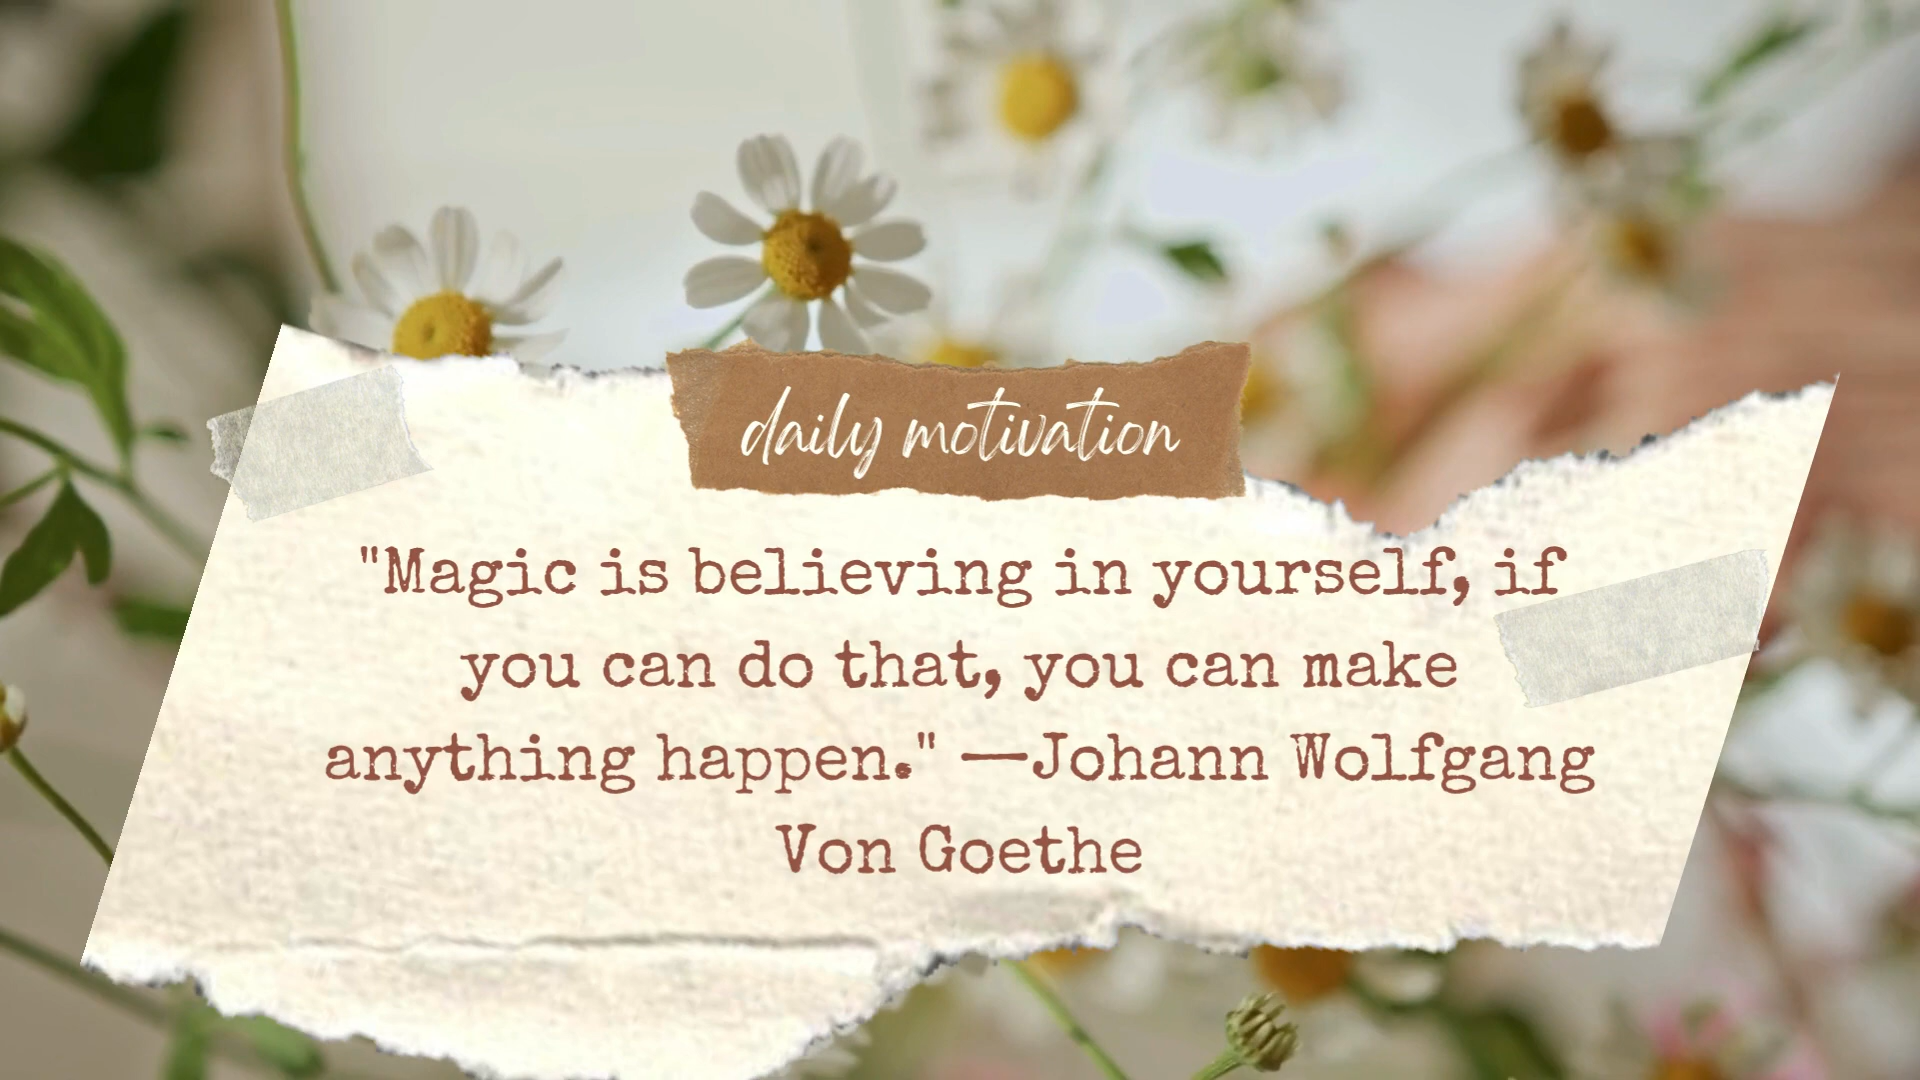 daily motivation
"Magic is believing in yourself, if
you can do that, you can make
anything happen." —Johann Wolfgang
Von Goethe